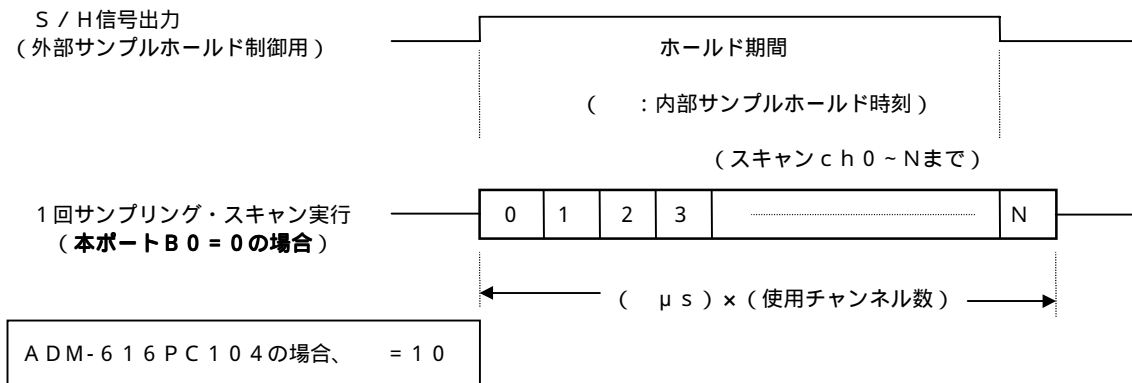 S/H信号出力
(外部サンプルホールド制御用)
ホールド期間
( :内部サンプルホールド時刻)
(スキャンch0~Nまで)
1回サンプリング・スキャン実行
(本ポートB0=0の場合)
0 1 2 3 N
( μs)×(使用チャンネル数)
ADM-616PC104の場合、 =10